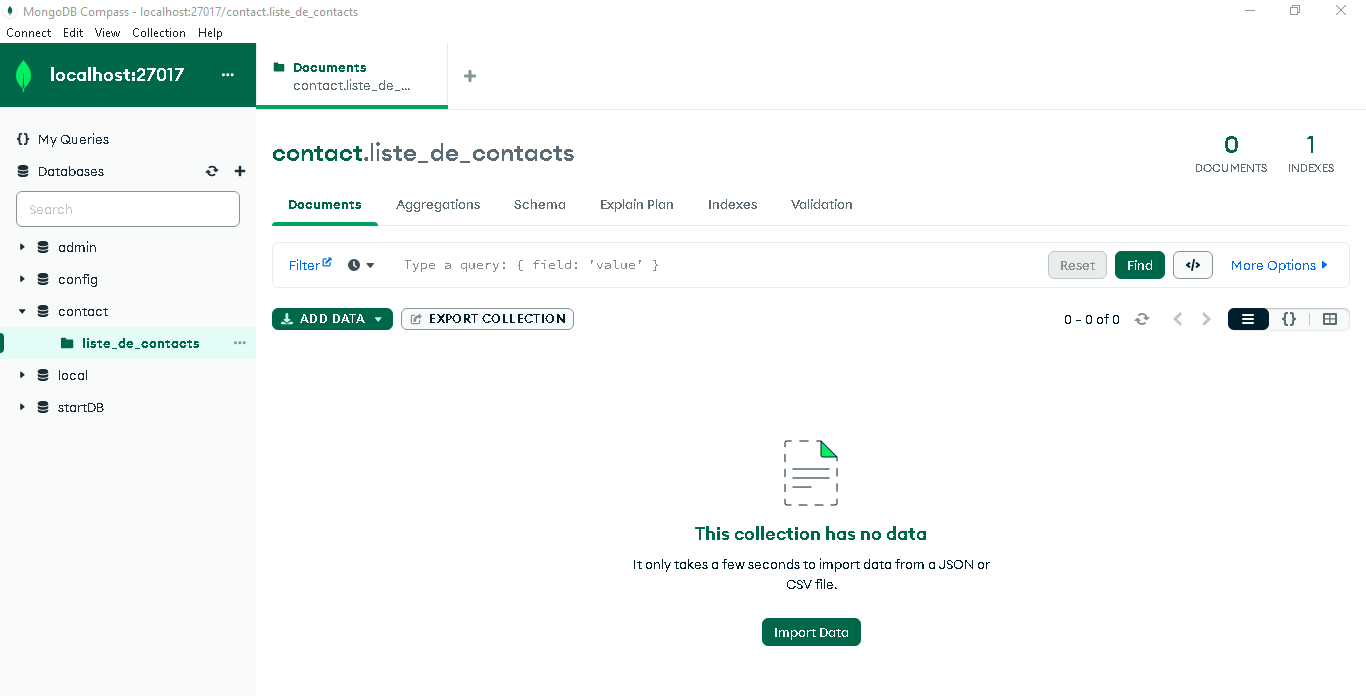 MongoDB Compass - localhost:27017/contact.liste_de_contacts
Connect Edit View Collection Help
localhost:27017 ...
Documents
contact.liste_de_...
+
{} My Queries
Databases
Search
admin
config
contact
liste_de_contacts ...
local
startDB
contact.liste_de_contacts
0
DOCUMENTS
1
INDEXES
Documents Aggregations Schema Explain Plan Indexes Validation
Filter Type a query: { field: 'value' } Reset Find </> More Options
ADD DATA EXPORT COLLECTION 0 - 0 of 0 {}
This collection has no data
It only takes a few seconds to import data from a JSON or
CSV file.
Import Data